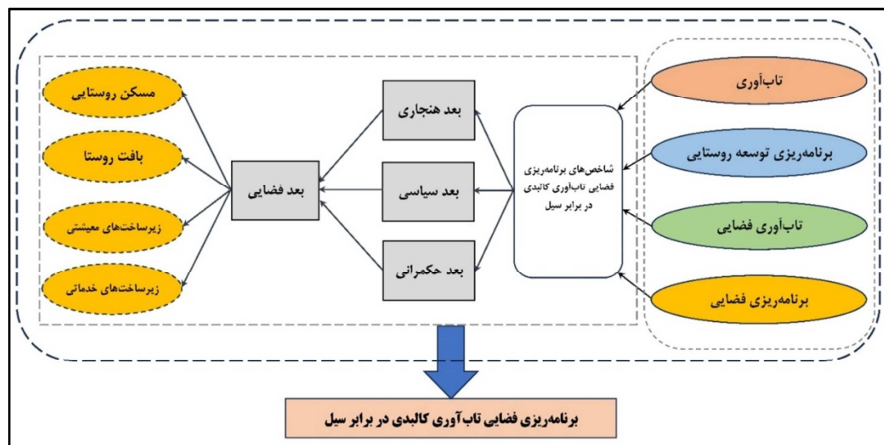 تاب‌آوری
برنامه‌ریزی توسعه روستایی
تاب‌آوری فضایی
برنامه‌ریزی فضایی
شاخص‌های برنامه‌ریزی
فضایی تاب‌آوری کالبدی
در برابر سیل
بعد هنجاری
بعد سیاسی
بعد حکمرانی
بعد فضایی
مسکن روستایی
بافت روستا
زیرساخت‌های معیشتی
زیرساخت‌های خدماتی
برنامه‌ریزی فضایی تاب‌آوری کالبدی در برابر سیل